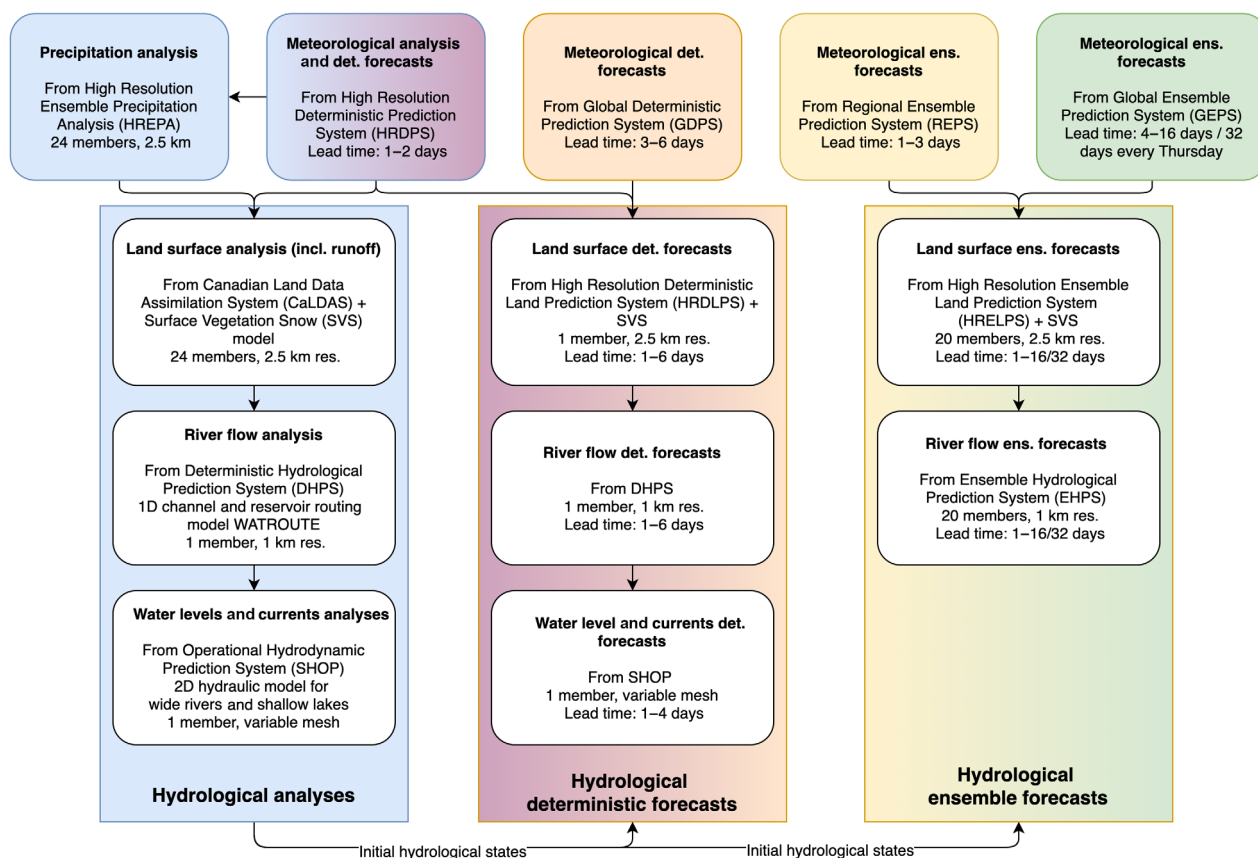 Precipitation analysis
From High Resolution
Ensemble Precipitation
Analysis (HREPA)
24 members, 2.5 km
Meteorological analysis
and det. forecasts
From High Resolution
Deterministic Prediction
System (HRDPS)
Lead time: 1–2 days
Meteorological det.
forecasts
From Global Deterministic
Prediction System (GDPS)
Lead time: 3–6 days
Meteorological ens.
forecasts
From Regional Ensemble
Prediction System (REPS)
Lead time: 1–3 days
Meteorological ens.
forecasts
From Global Ensemble
Prediction System (GEPS)
Lead time: 4–16 days / 32
days every Thursday
Land surface analysis (incl. runoff)
From Canadian Land Data
Assimilation System (CaLDAS) +
Surface Vegetation Snow (SVS)
model
24 members, 2.5 km res.
River flow analysis
From Deterministic Hydrological
Prediction System (DHPS)
1D channel and reservoir routing
model WATROUTE
1 member, 1 km res.
Water levels and currents analyses
From Operational Hydrodynamic
Prediction System (SHOP)
2D hydraulic model for
wide rivers and shallow lakes
1 member, variable mesh
Hydrological analyses
Land surface det. forecasts
From High Resolution Deterministic
Land Prediction System (HRDLPS) +
SVS
1 member, 2.5 km res.
Lead time: 1–6 days
River flow det. forecasts
From DHPS
1 member, 1 km res.
Lead time: 1–6 days
Water level and currents det.
forecasts
From SHOP
1 member, variable mesh
Lead time: 1–4 days
Hydrological
deterministic forecasts
Land surface ens. forecasts
From High Resolution Ensemble
Land Prediction System
(HRELPS) + SVS
20 members, 2.5 km res.
Lead time: 1–16/32 days
River flow ens. forecasts
From Ensemble Hydrological
Prediction System (EHPS)
20 members, 1 km res.
Lead time: 1–16/32 days
Hydrological
ensemble forecasts
Initial hydrological states
Initial hydrological states